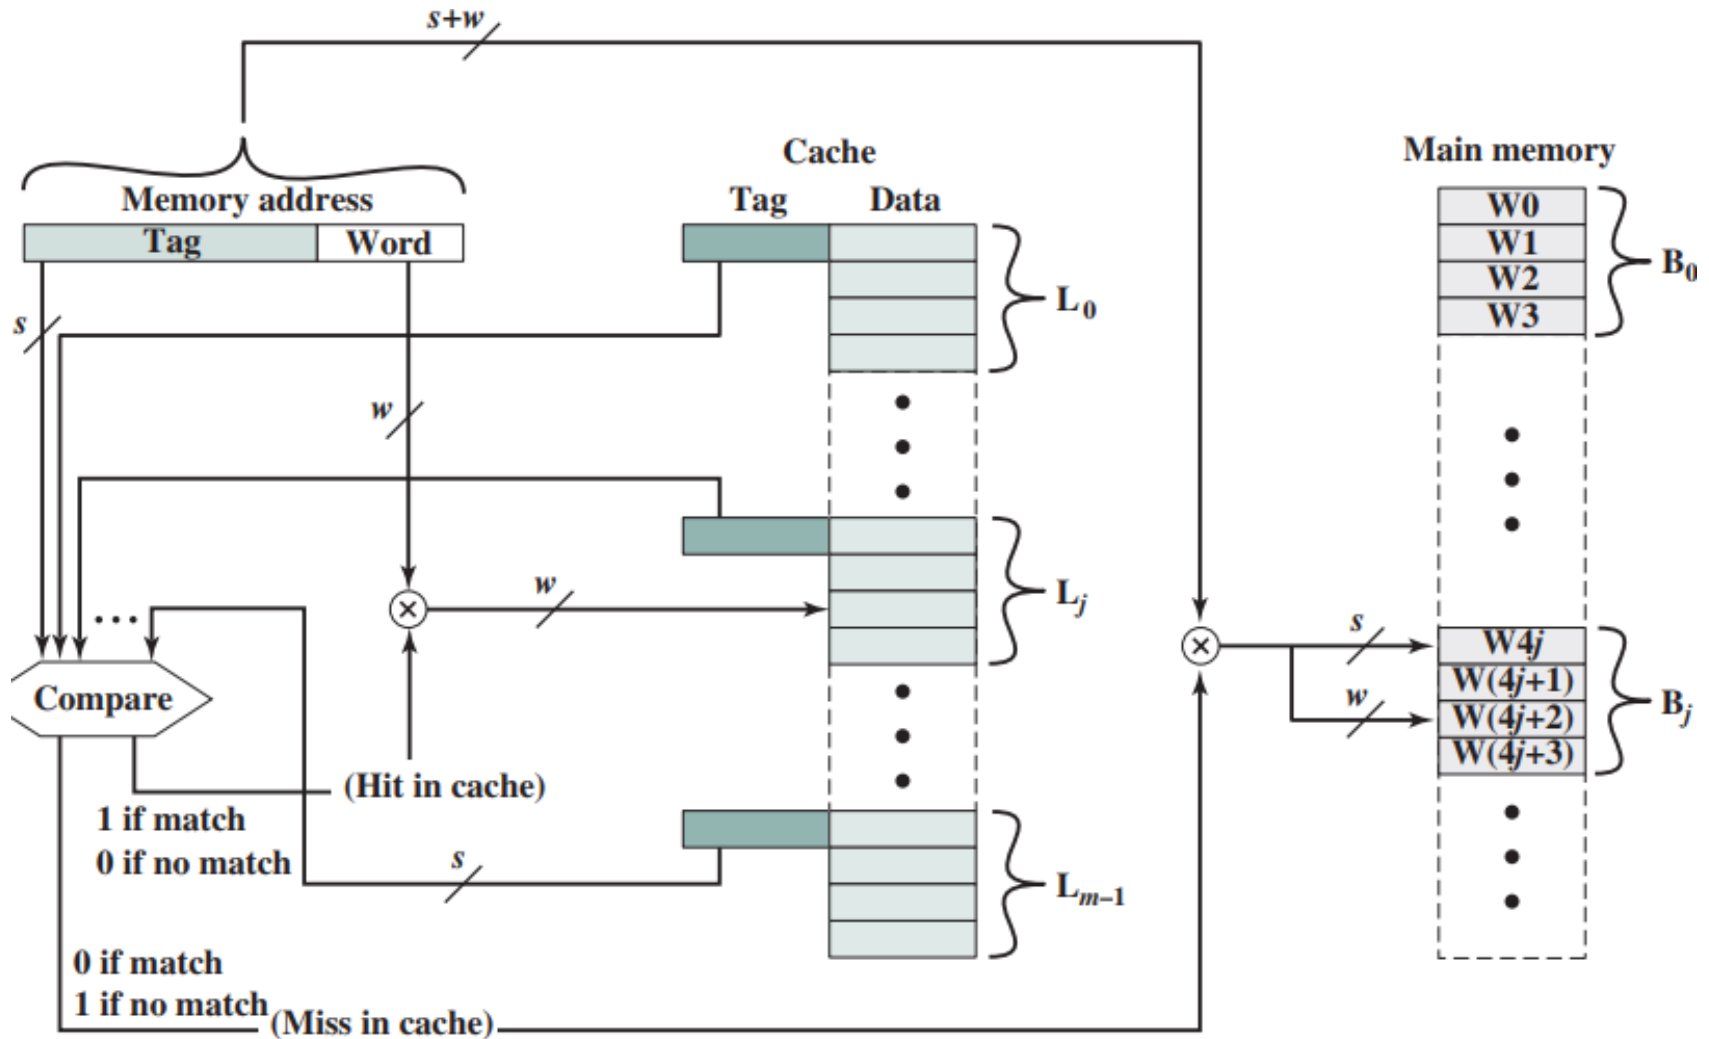 s+w
Cache
Main memory
Memory address
Tag
Data
Tag
Word
W0
W1
W2
W3
B0
L0
s
w
Lj
w
s
W4j
W(4j+1)
W(4j+2)
W(4j+3)
w
Bj
Compare
(Hit in cache)
1 if match
0 if no match
s
Lm–1
0 if match
1 if no match
(Miss in cache)